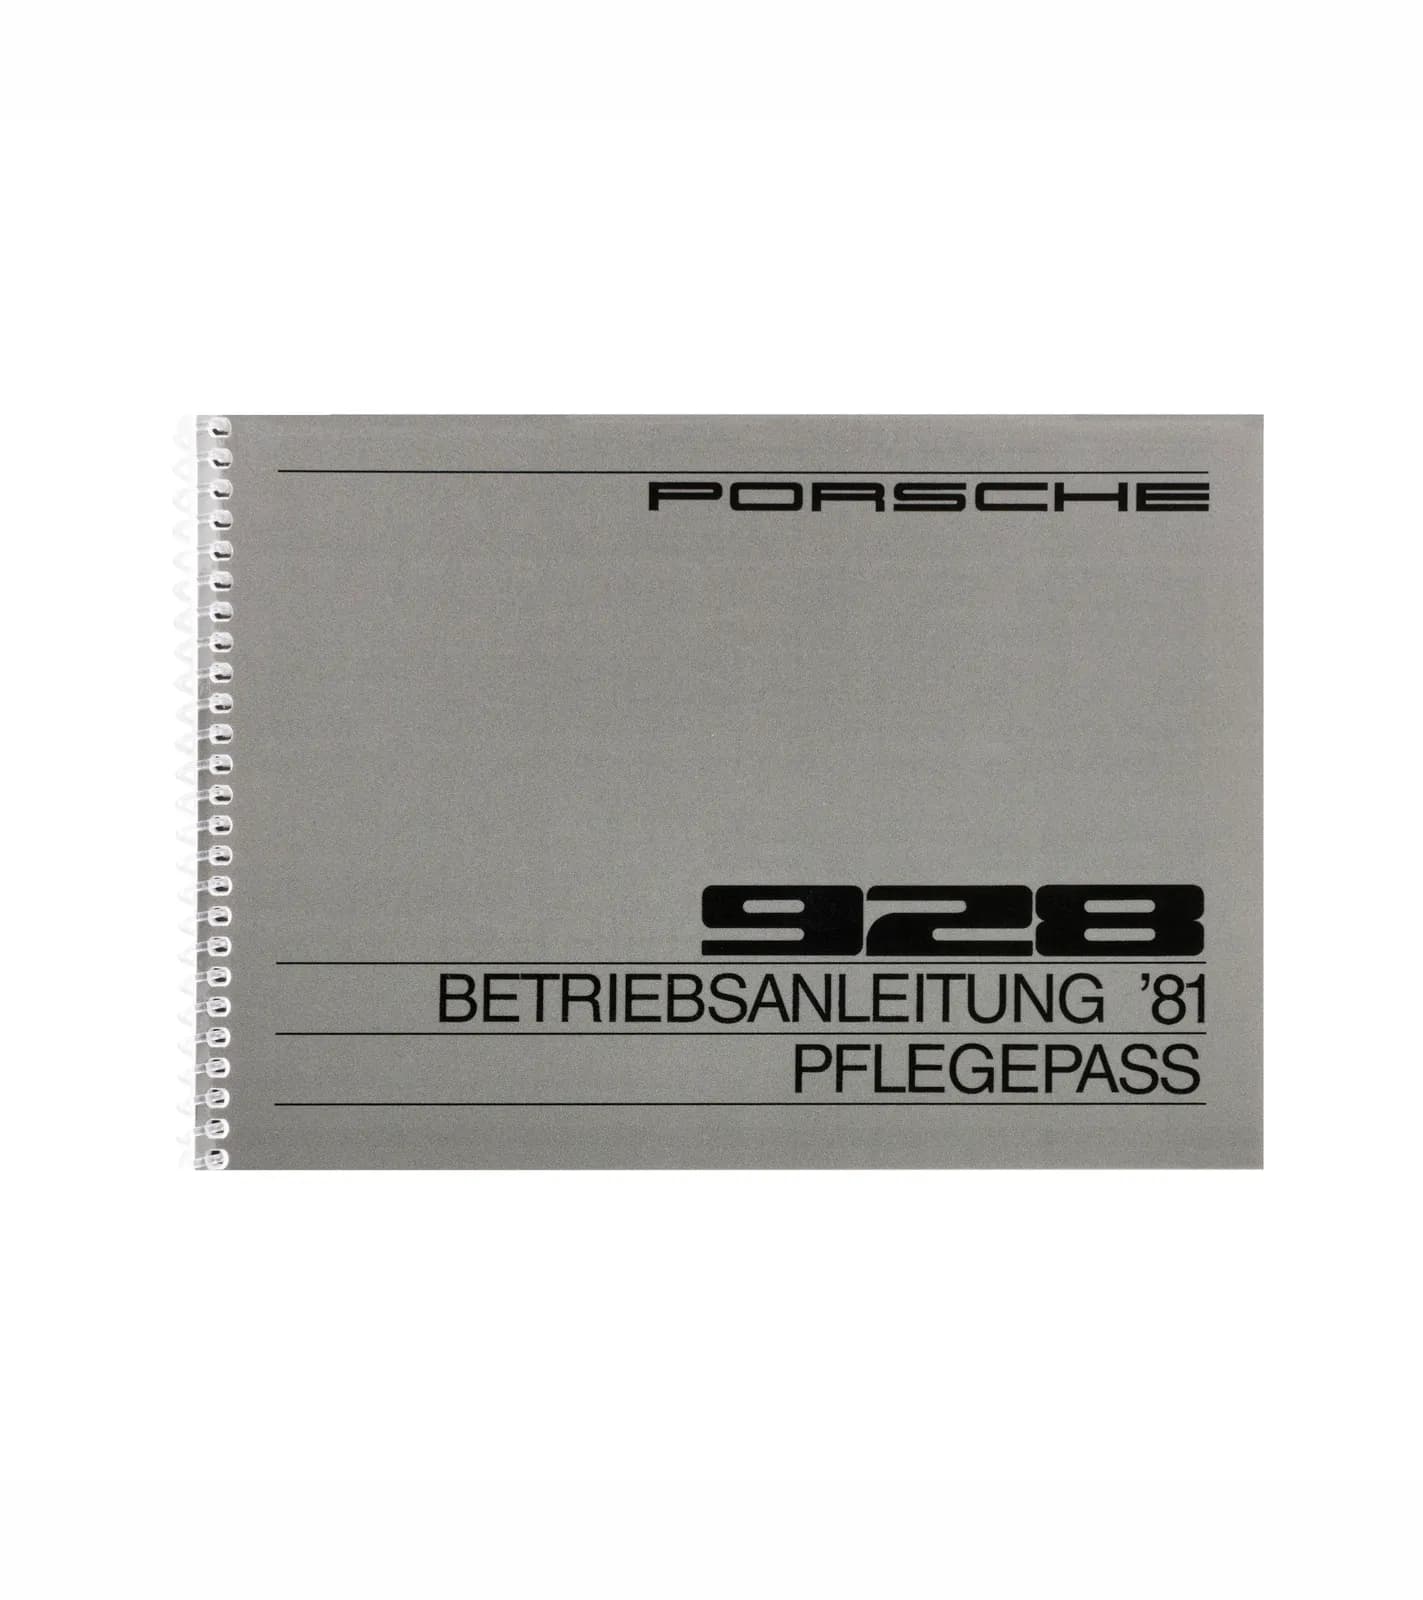 PORSCHE
928
BETRIEBSANLEITUNG '81
PFLEGEPASS